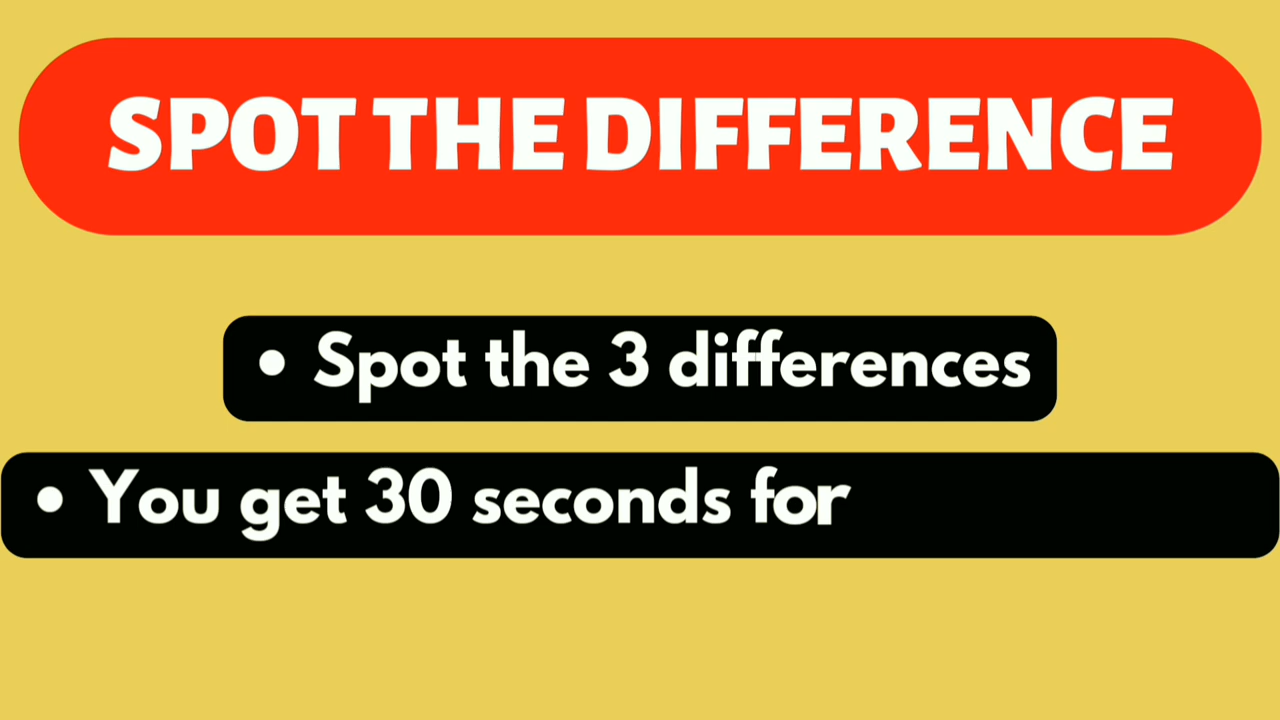 SPOT THE DIFFERENCE
• Spot the 3 differences
• You get 30 seconds for